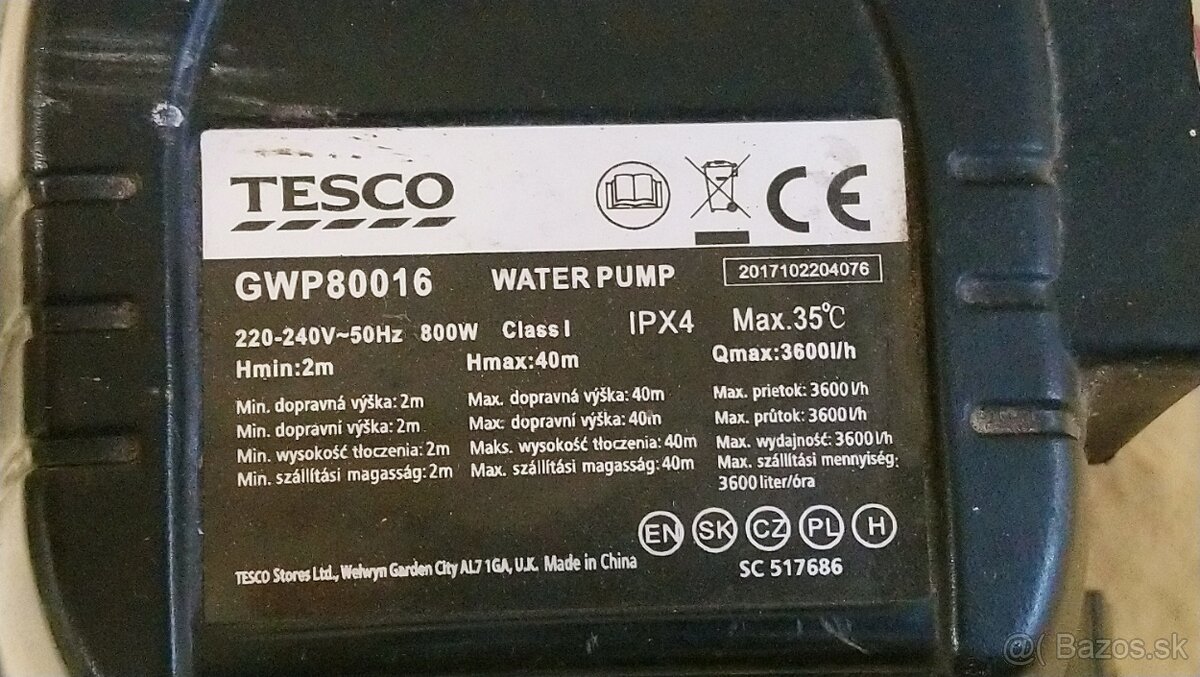 TESCO
CE
GWP80016 WATER PUMP 2017102204076
220-240V~50Hz 800W Class I IPX4 Max.35℃
Hmin:2m Hmax:40m Qmax:3600l/h
Min. dopravná výška: 2m Max. dopravná výška: 40m Max. prietok: 3600 l/h
Min. dopravni výška: 2m Max: dopravní výška: 40m Max. průtok: 3600 l/h
Min. wysokość tłoczenia: 2m Maks. wysokość tłoczenia: 40m Max. wydajność: 3600 l/h
Min. szállítási magasság: 2m Max. szállítási magasság: 40m Max. szállítási mennyiség:
3600 liter/óra
EN SK CZ PL H
TESCO Stores Ltd., Welwyn Garden City AL7 1GA, U.K. Made in China SC 517686
@( Bazos.sk